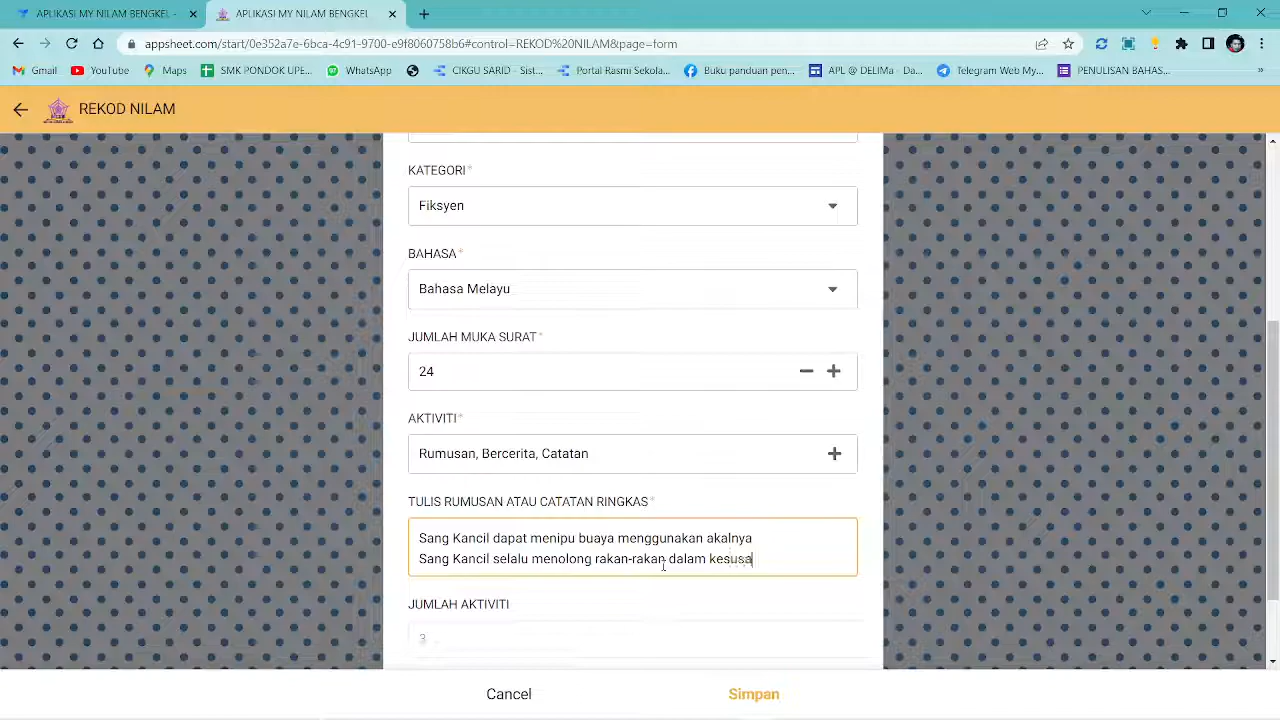 APLIKASI MY NILAM BENGKEL -
APLIKASI MY NILAM BENGKEL
appsheet.com/start/0e352a7e-6bca-4c91-9700-e9f8060758b6#control=REKOD%20NILAM&page=form
Gmail
YouTube
Maps
SMK PONDOK UPE...
WhatsApp
CIKGU SARID - Sist...
Portal Rasmi Sekola...
Buku panduan pen...
APL @ DELIMa - Da...
Telegram Web My...
PENULISAN BAHAS...
»
REKOD NILAM
KATEGORI*
Fiksyen
BAHASA*
Bahasa Melayu
JUMLAH MUKA SURAT*
24
AKTIVITI*
Rumusan, Bercerita, Catatan
TULIS RUMUSAN ATAU CATATAN RINGKAS*
Sang Kancil dapat menipu buaya menggunakan akalnya
Sang Kancil selalu menolong rakan-rakan dalam kesusa
JUMLAH AKTIVITI
3
Cancel
Simpan